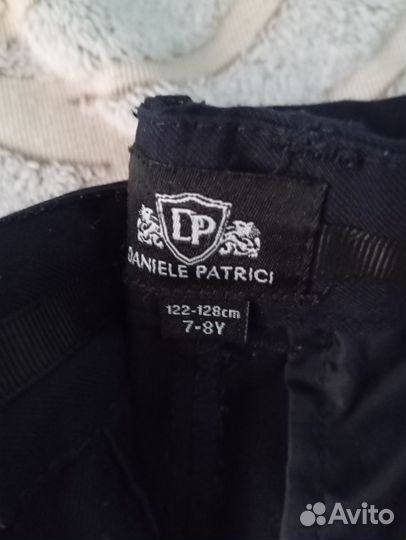 DP
DANIELE PATRICI
122-128cm
7-8Y
Avito